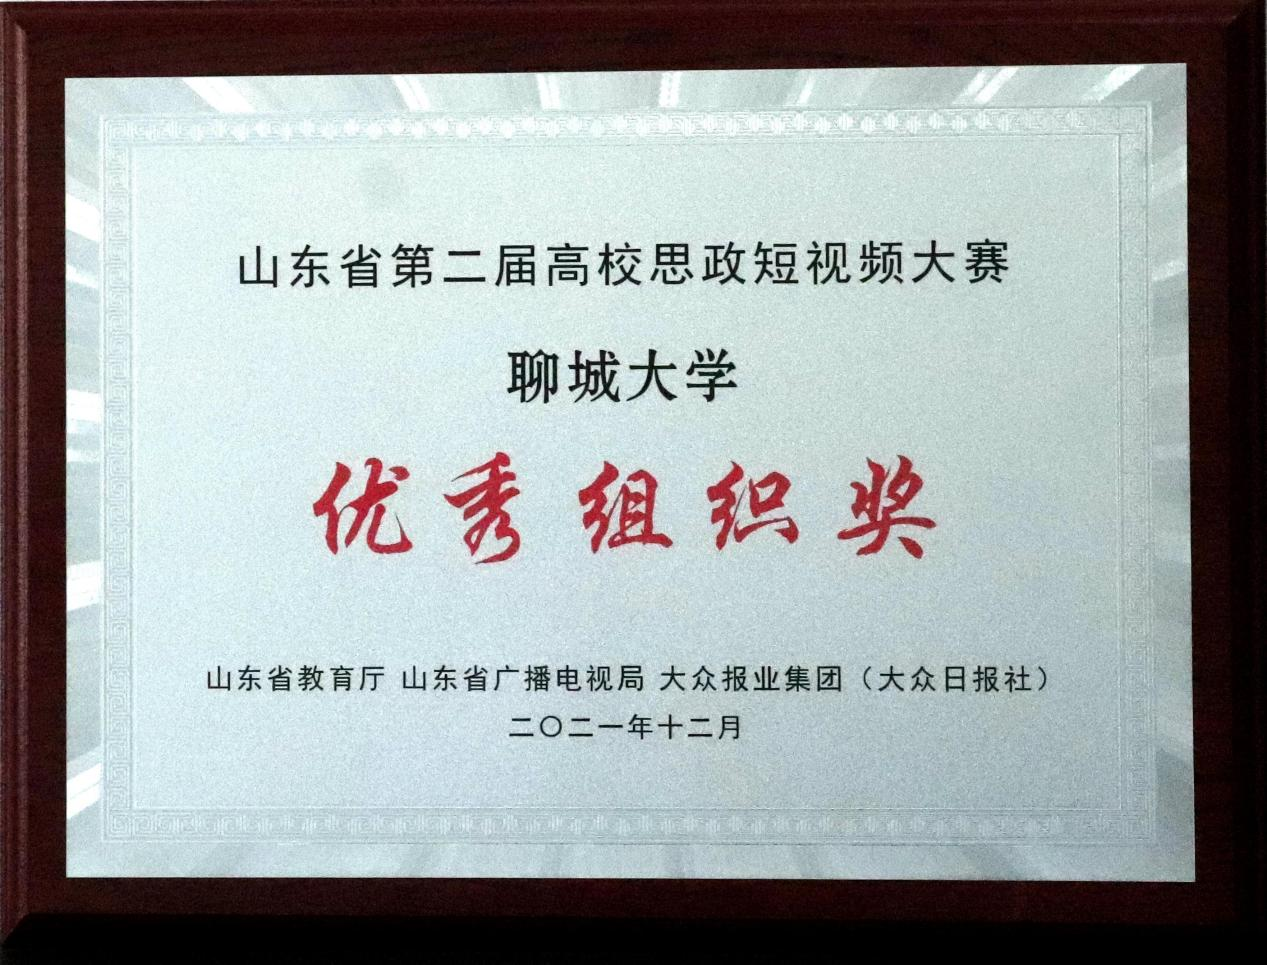 山东省第二届高校思政短视频大赛
聊城大学
优秀组织奖
山东省教育厅 山东省广播电视局 大众报业集团（大众日报社）
二〇二一年十二月